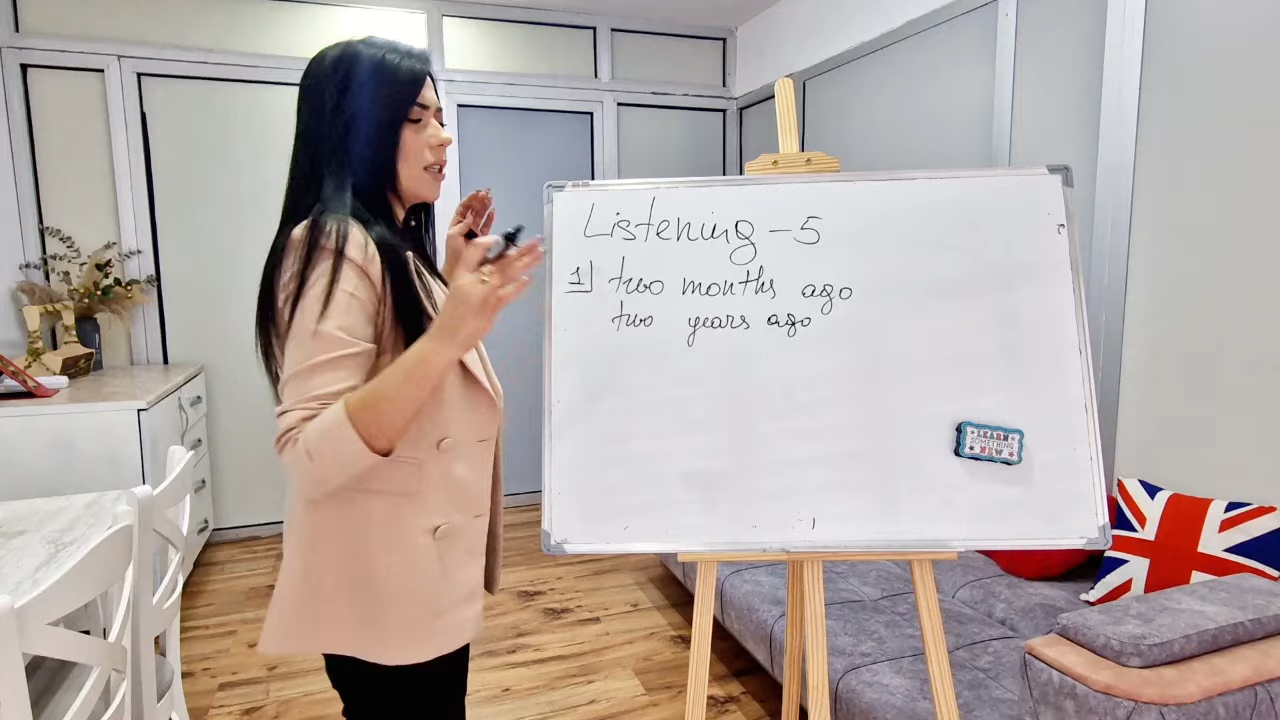 Listening - 5
1) two months ago
two years ago
LEARN
SOMETHING
NEW